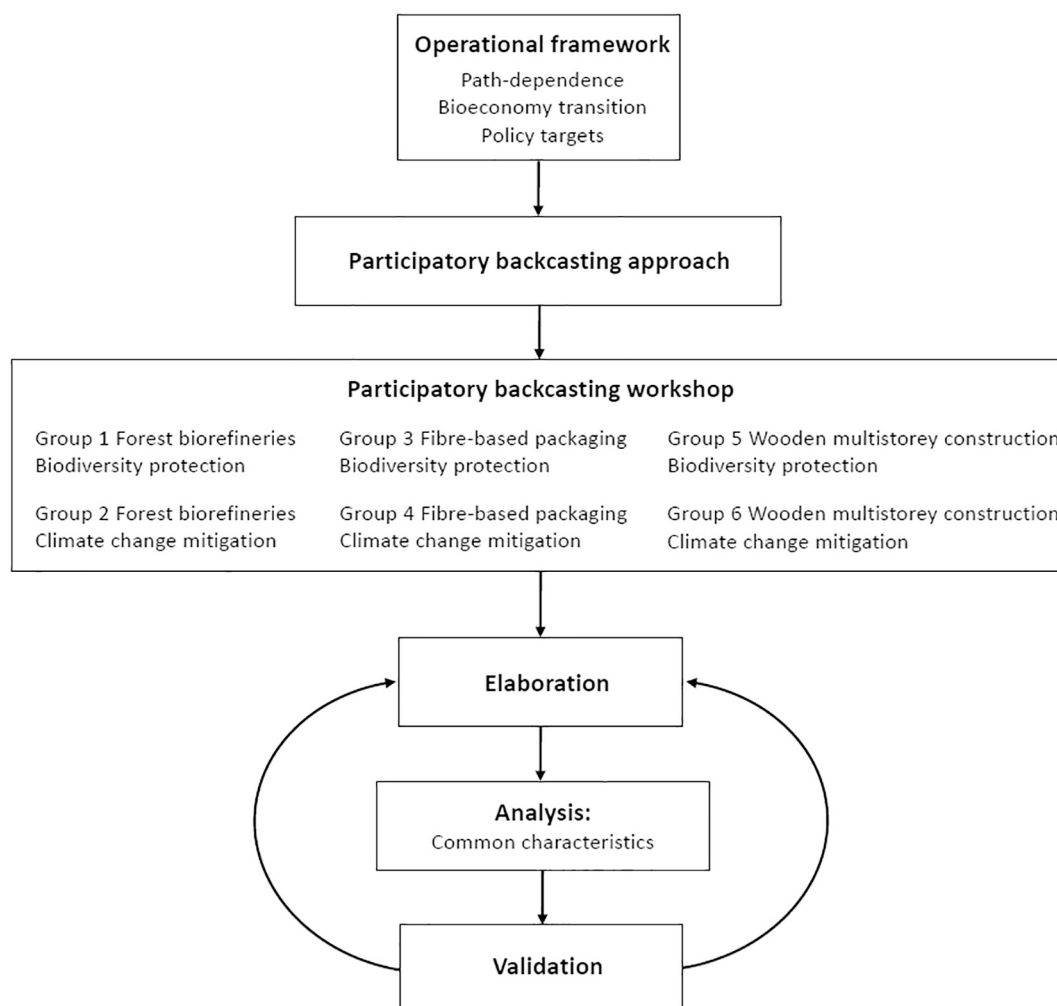 Operational framework
Path-dependence
Bioeconomy transition
Policy targets
Participatory backcasting approach
Participatory backcasting workshop
Group 1 Forest biorefineries
Biodiversity protection
Group 2 Forest biorefineries
Climate change mitigation
Group 3 Fibre-based packaging
Biodiversity protection
Group 4 Fibre-based packaging
Climate change mitigation
Group 5 Wooden multistorey construction
Biodiversity protection
Group 6 Wooden multistorey construction
Climate change mitigation
Elaboration
Analysis:
Common characteristics
Validation